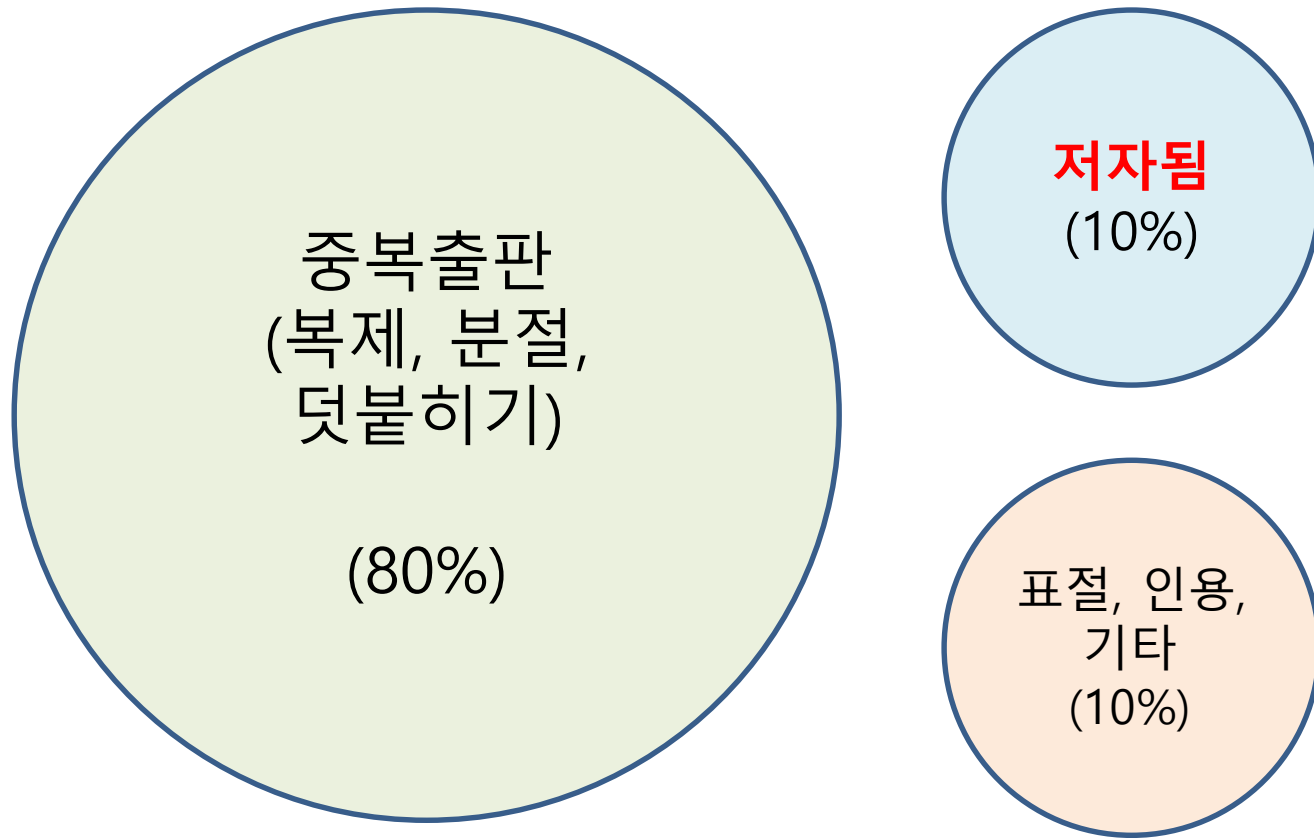 중복출판
(복제, 분절,
덧붙히기)
(80%)
저자됨
(10%)
표절, 인용,
기타
(10%)